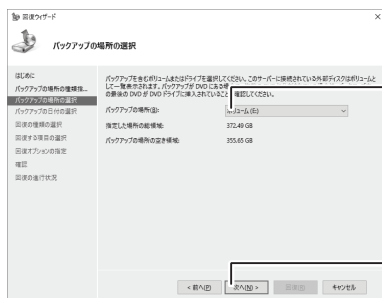 回復ウィザード
バックアップの場所の選択
はじめに
バックアップの場所の種類指...
バックアップの場所の選択
バックアップの日付の選択
回復の種類の選択
回復する項目の選択
回復オプションの指定
確認
回復の進行状況
バックアップを含むボリュームまたはドライブを選択してください。このサーバーに接続されている外部ディスクはボリュームと
して一覧表示されます。バックアップが DVD にある場
の最後の DVD が DVD ドライブに挿入されていること 確認してください。
バックアップの場所(B):
ボリューム (E:)
指定した場所の総領域:
372.49 GB
バックアップの場所の空き領域:
355.65 GB
< 前へ(P)
次へ(N) >
回復(R)
キャンセル